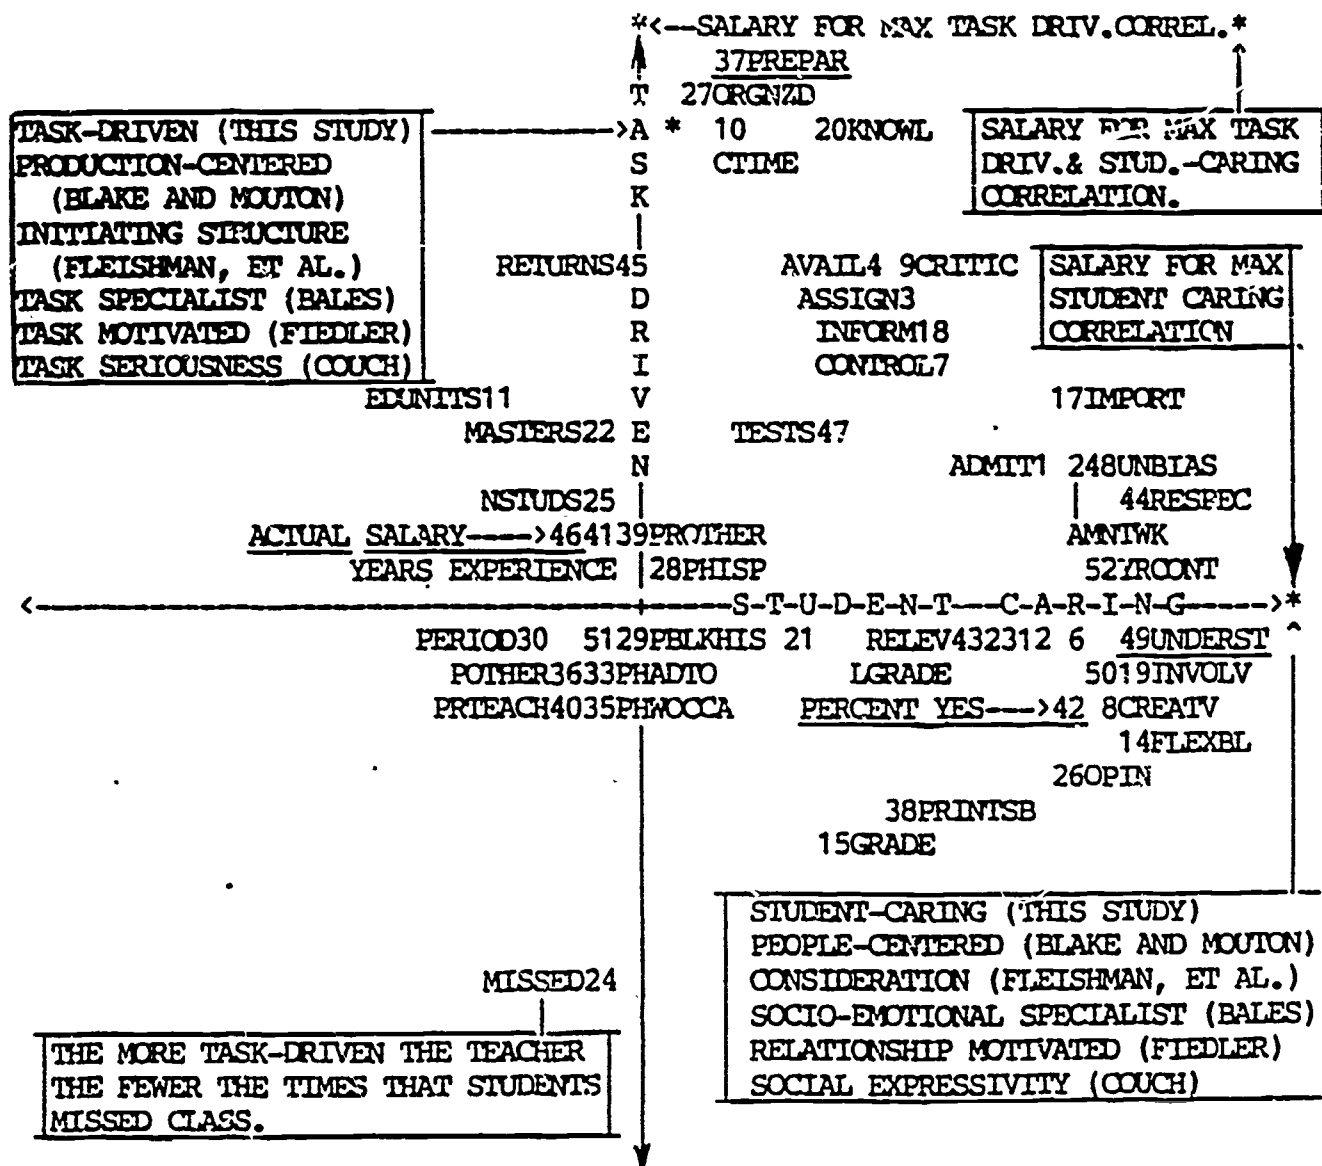 *<---SALARY FOR MAX TASK DRIV.CORREL.*
37PREPAR
T 27ORGNZD
TASK-DRIVEN (THIS STUDY) ------------>A * 10 20KNOWL SALARY FOR MAX TASK
PRODUCTION-CENTERED S CTIME DRIV.& STUD.-CARING
(BLAKE AND MOUTON) K CORRELATION.
INITIATING STRUCTURE
(FLEISHMAN, ET AL.) RETURNS45 AVAIL4 9CRITIC SALARY FOR MAX
TASK SPECIALIST (BALES) D ASSIGN3 STUDENT CARING
TASK MOTIVATED (FIEDLER) R INFORM18 CORRELATION
TASK SERIOUSNESS (COUCH) I CONTROL7
EDUNITS11 V 17IMPORT
MASTERS22 E TESTS47
N ADMIT1 248UNBIAS
NSTUDS25 | | 44RESPEC
ACTUAL SALARY---->464139PROTHER AMNTWK
YEARS EXPERIENCE |28PHISP 52YRCONT
<------------------------+---S-T-U-D-E-N-T---C-A-R-I-N-G----->*
PERIOD30 5129PBLKHIS 21 RELEV432312 6 49UNDERST ^
POTHER3633PHADTO LGRADE 5019INVOLV
PRTEACH4035PHWOCCA PERCENT YES--->42 8CREATV
14FLEXBL
26OPIN
38PRINTSB
15GRADE
STUDENT-CARING (THIS STUDY)
PEOPLE-CENTERED (BLAKE AND MOUTON)
MISSED24 CONSIDERATION (FLEISHMAN, ET AL.)
SOCIO-EMOTIONAL SPECIALIST (BALES)
THE MORE TASK-DRIVEN THE TEACHER RELATIONSHIP MOTIVATED (FIEDLER)
THE FEWER THE TIMES THAT STUDENTS SOCIAL EXPRESSIVITY (COUCH)
MISSED CLASS.